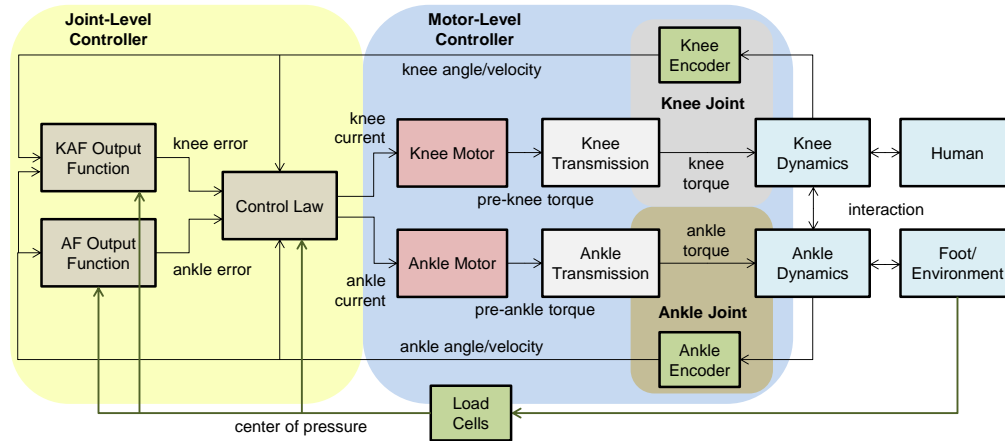 Joint-Level
Controller
Motor-Level
Controller
Knee
Encoder
knee angle/velocity
Knee Joint
KAF Output
Function
knee error
knee
current
Knee Motor
Knee
Transmission
knee
torque
Knee
Dynamics
Human
Control Law
pre-knee torque
interaction
AF Output
Function
ankle error
ankle
current
Ankle Motor
Ankle
Transmission
ankle
torque
Ankle
Dynamics
Foot/
Environment
pre-ankle torque
Ankle Joint
ankle angle/velocity
Ankle
Encoder
Load
Cells
center of pressure